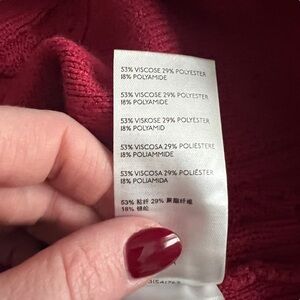 53% VISCOSE 29% POLYESTER
18% POLYAMIDE
53% VISCOSE 29% POLYESTER
18% POLYAMIDE
53% VISKOSE 29% POLYESTER
18% POLYAMID
53% VISCOSA 29% POLIESTERE
18% POLIAMMIDE
53% VISCOSA 29% POLIÉSTER
18% POLIAMIDA
53% 粘纤 29% 聚酯纤维
18% 锦纶